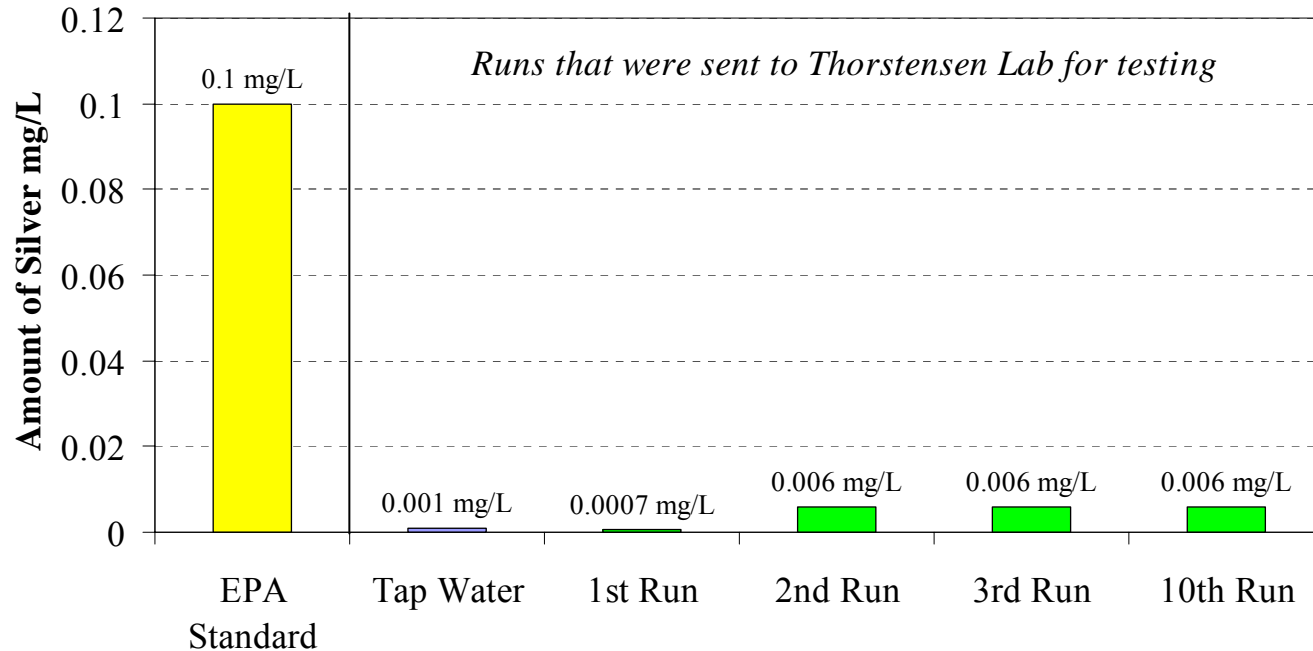 Amount of Silver mg/L
0.12
0.1
0.08
0.06
0.04
0.02
0
Runs that were sent to Thorstensen Lab for testing
0.1 mg/L
0.001 mg/L
0.0007 mg/L
0.006 mg/L
0.006 mg/L
0.006 mg/L
EPA
Standard
Tap Water
1st Run
2nd Run
3rd Run
10th Run